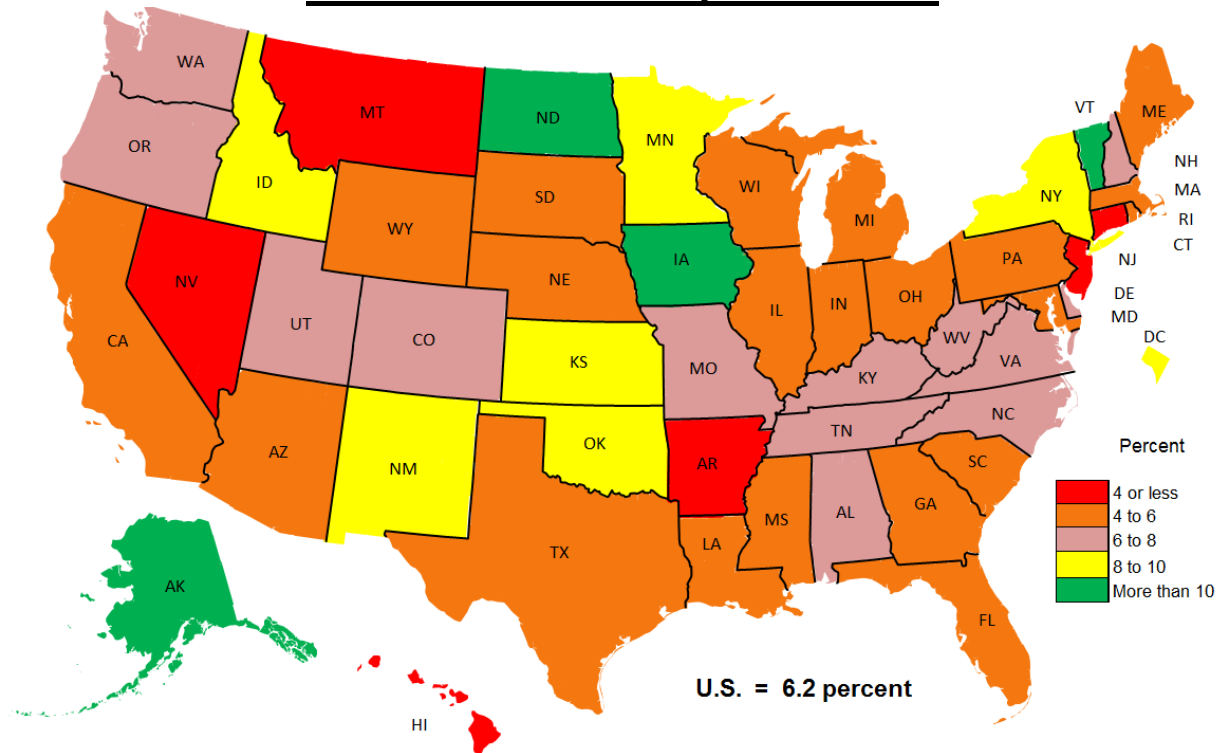 WA
MT
ND
MN
VT
ME
OR
ID
SD
WI
MI
NY
NH
MA
RI
CT
WY
IA
PA
NJ
NV
NE
IL
IN
OH
DE
MD
DC
UT
CO
CA
KS
MO
KY
WV
VA
NC
TN
AZ
NM
OK
AR
SC
MS
AL
GA
TX
LA
AK
FL
HI
Percent
4 or less
4 to 6
6 to 8
8 to 10
More than 10
U.S. = 6.2 percent